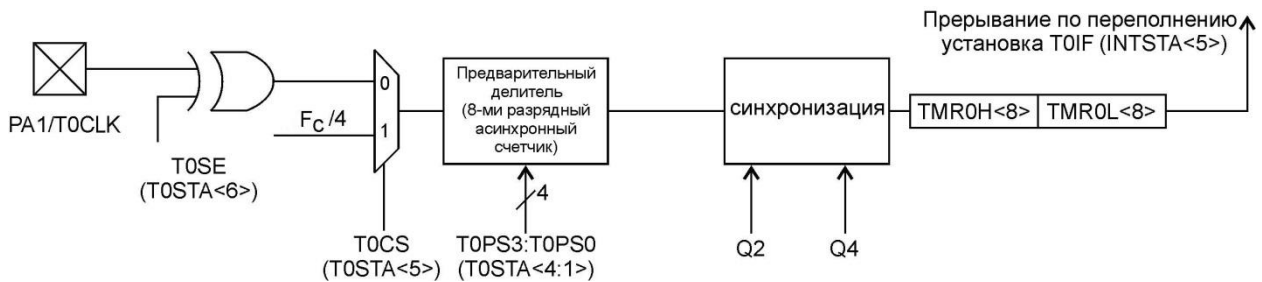 Прерывание по переполнению
установка T0IF (INTSTA<5>)
PA1/T0CLK
T0SE
(T0STA<6>)
Fc/4
0
1
T0CS
(T0STA<5>)
Предварительный
делитель
(8-ми разрядный
асинхронный
счетчик)
4
T0PS3:T0PS0
(T0STA<4:1>)
синхронизация
Q2
Q4
TMR0H<8>
TMR0L<8>